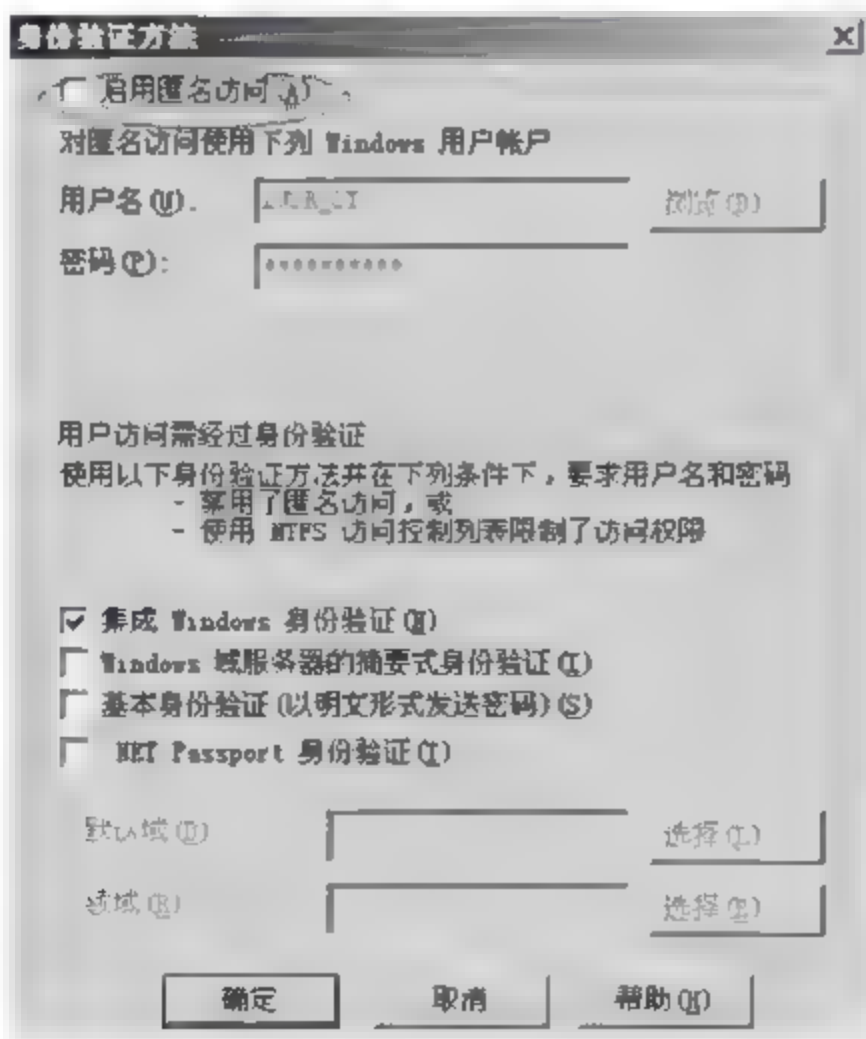 身份验证方法
启用匿名访问(A)
对匿名访问使用下列 Windows 用户帐户
用户名(U).
浏览(B)
密码(P):
用户访问需经过身份验证
使用以下身份验证方法并在下列条件下，要求用户名和密码
- 禁用了匿名访问，或
- 使用 NTFS 访问控制列表限制了访问权限
集成 Windows 身份验证(N)
Windows 域服务器的摘要式身份验证(I)
基本身份验证(以明文形式发送密码)(S)
NET Passport 身份验证(T)
默认域(D)
选择(L)
领域(R)
选择(E)
确定
取消
帮助(H)